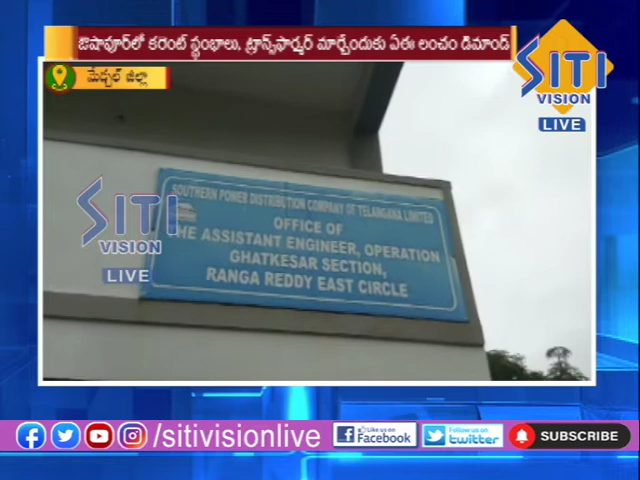 ఔషాపూర్‌లో కరెంట్ స్థంభాలు, ట్రాన్స్‌ఫార్మర్ మార్చేందుకు ఏఈ లంచం డిమాండ్
SITI
VISION
LIVE
మేడ్చల్ జిల్లా
SOUTHERN POWER DISTRIBUTION COMPANY OF TELANGANA LIMITED
OFFICE OF
THE ASSISTANT ENGINEER, OPERATION
GHATKESAR SECTION,
RANGA REDDY EAST CIRCLE
SITI
VISION
LIVE
/sitivisionlive
Like us on
Facebook
Follow us on
twitter
SUBSCRIBE